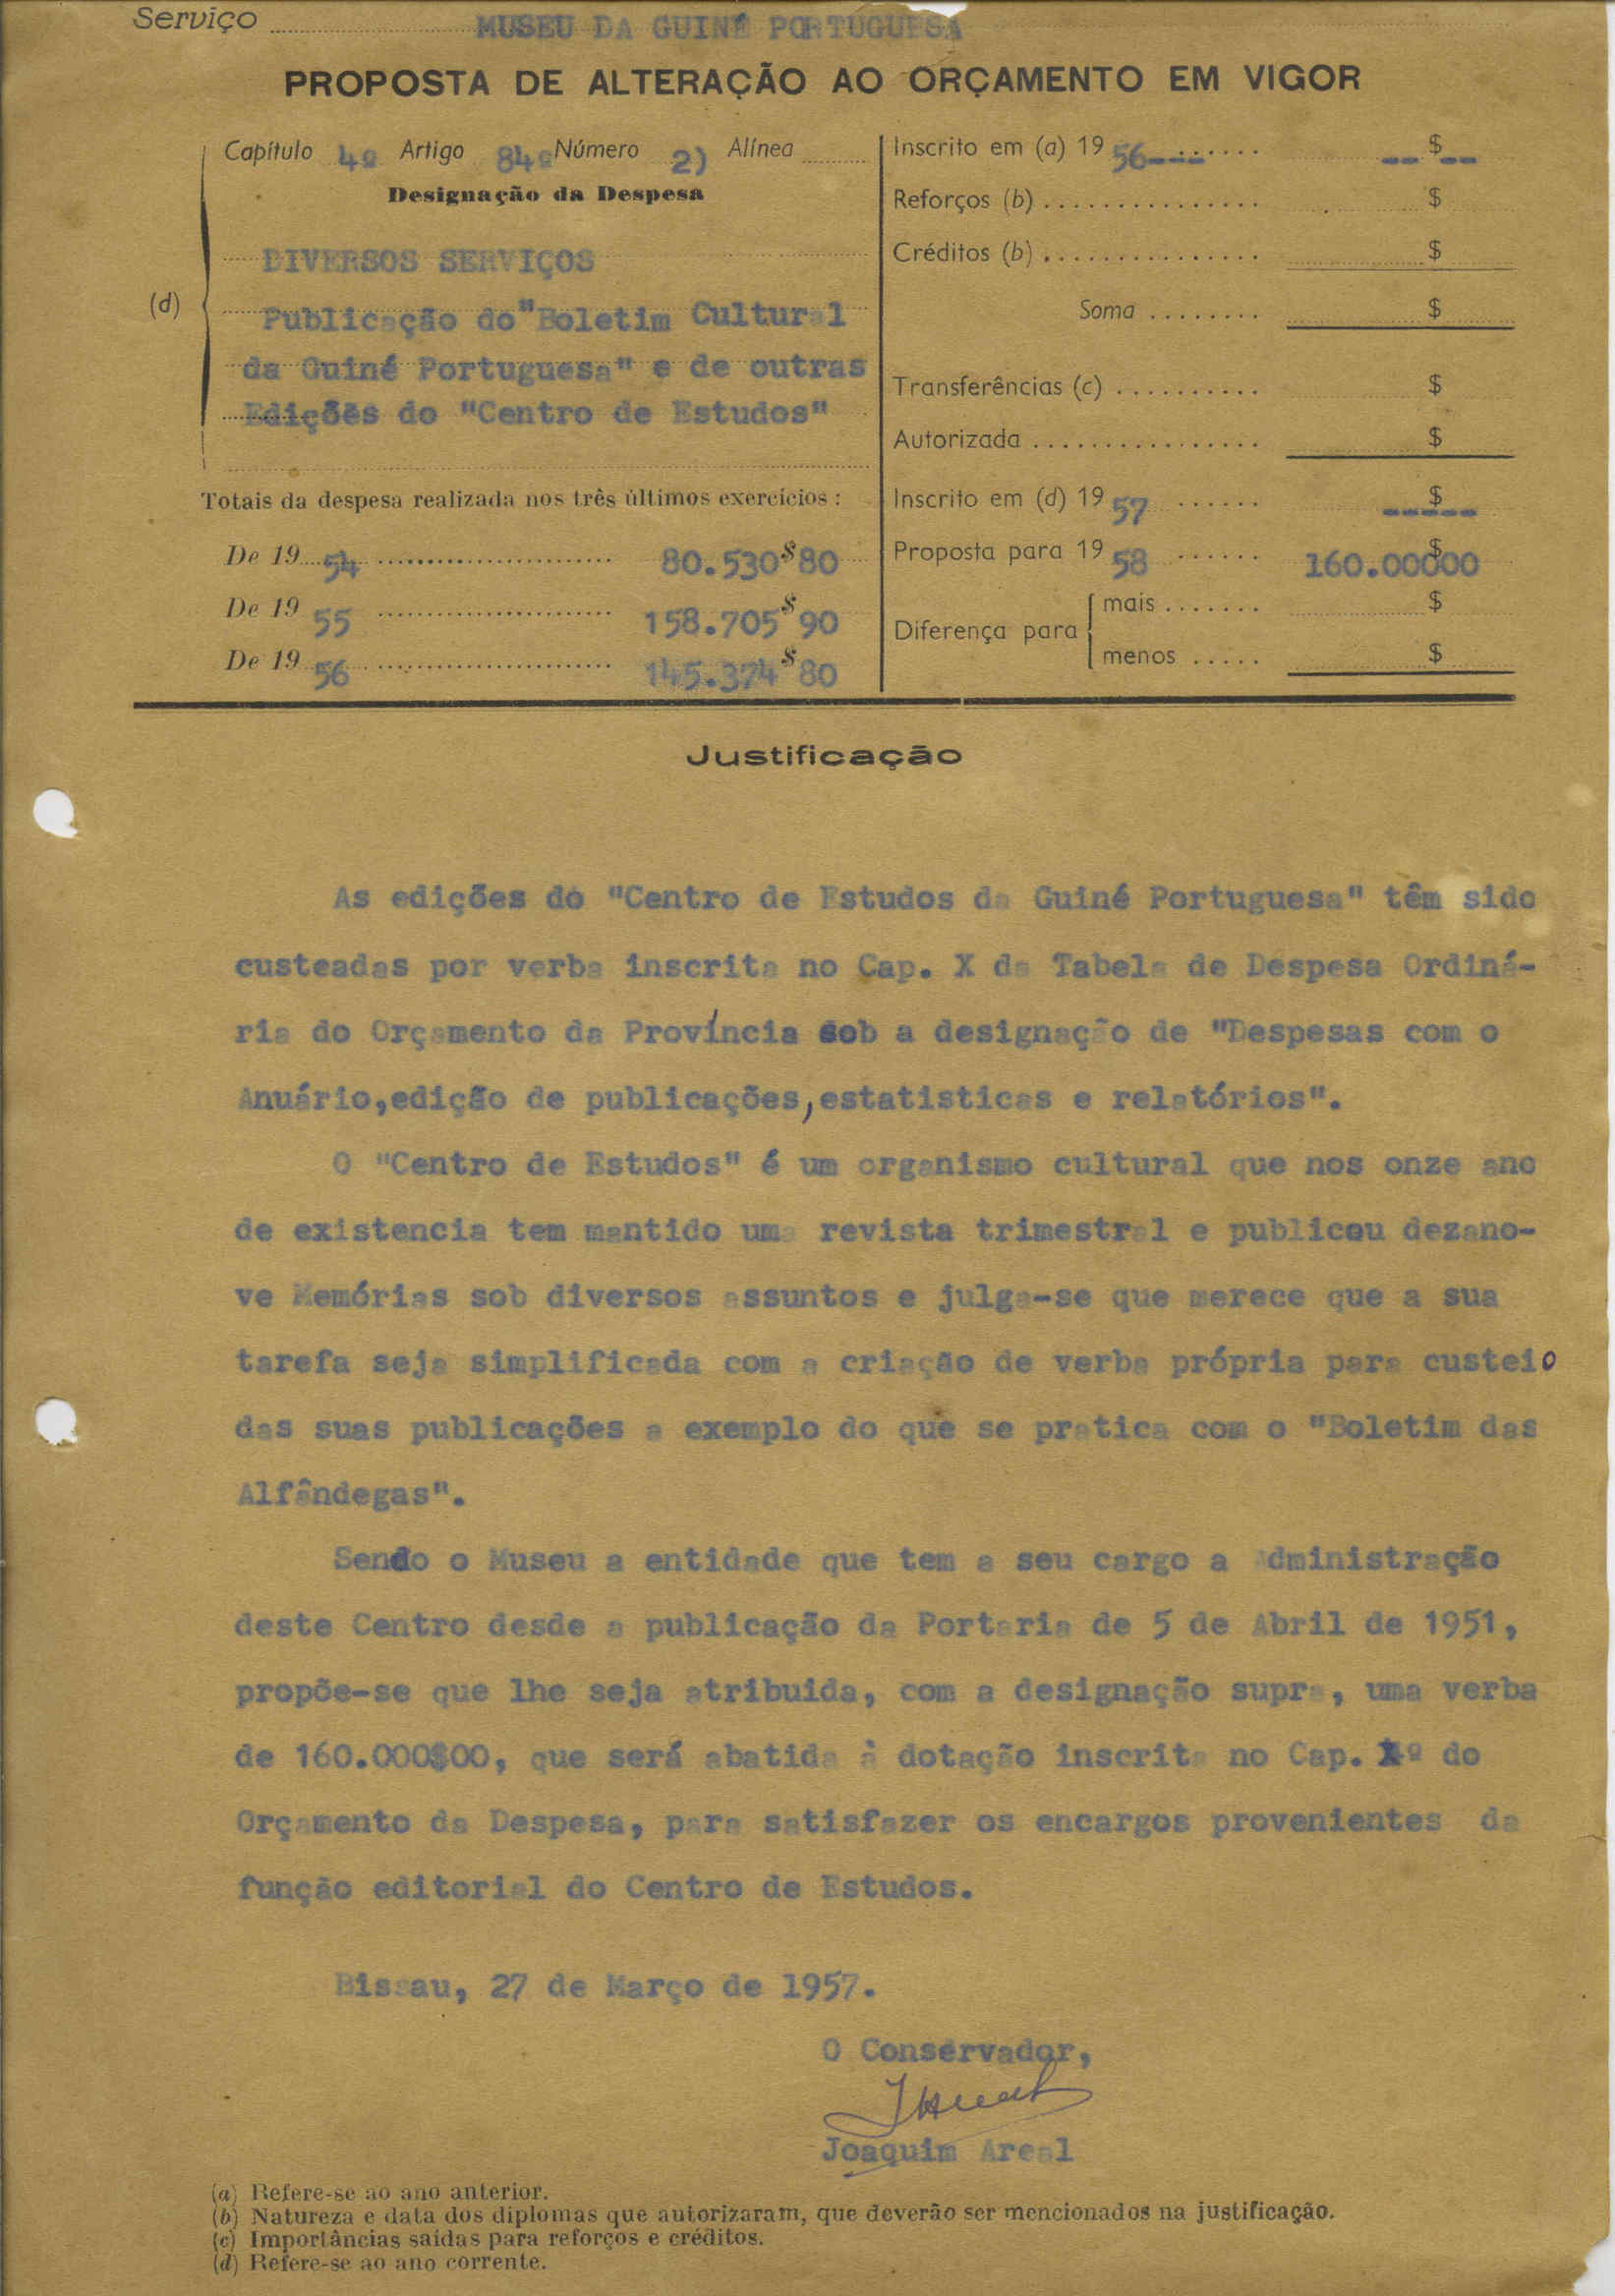 Serviço MUSEU DA GUINÉ PORTUGUESA
PROPOSTA DE ALTERAÇÃO AO ORÇAMENTO EM VIGOR
Capítulo 4º Artigo 84º Número 2) Alínea
Designação da Despesa
(d)
DIVERSOS SERVIÇOS
Publicação do "Boletim Cultural
da Guiné Portuguesa" e de outras
Edições do "Centro de Estudos"
Totais da despesa realizada nos três últimos exercícios :
De 19 54 80.530$80
De 19 55 158.705$90
De 19 56 145.374$80
Inscrito em (a) 19 56---- ...... --$--
Reforços (b) ............... $
Créditos (b) ............... $
Soma ........ $
Transferências (c) .......... $
Autorizada ................ $
Inscrito em (d) 19 57 ...... --$--
Proposta para 19 58 ...... 160.000$00
Diferença para
mais ....... $
menos ..... $
Justificação
As edições do "Centro de Estudos da Guiné Portuguesa" têm sido
custeadas por verba inscrita no Cap. X da Tabela de Despesa Ordiná-
ria do Orçamento da Província sob a designação de "Despesas com o
Anuário,edição de publicações,estatisticas e relatórios".
O "Centro de Estudos" é um organismo cultural que nos onze ano
de existencia tem mantido uma revista trimestral e publicou dezano-
ve Memórias sob diversos assuntos e julga-se que merece que a sua
tarefa seja simplificada com a criação de verba própria para custeio
das suas publicações a exemplo do que se pratica com o "Boletim das
Alfândegas".
Sendo o Museu a entidade que tem a seu cargo a Administração
deste Centro desde a publicação da Portaria de 5 de Abril de 1951,
propõe-se que lhe seja atribuida, com a designação supra, uma verba
de 160.000$00, que será abatida à dotação inscrita no Cap. Xº do
Orçamento da Despesa, para satisfazer os encargos provenientes da
função editorial do Centro de Estudos.
Bissau, 27 de Março de 1957.
O Conservador,
Joaquim Areal
(a) Refere-se ao ano anterior.
(b) Natureza e data dos diplomas que autorizaram, que deverão ser mencionados na justificação.
(c) Importâncias saídas para reforços e créditos.
(d) Refere-se ao ano corrente.